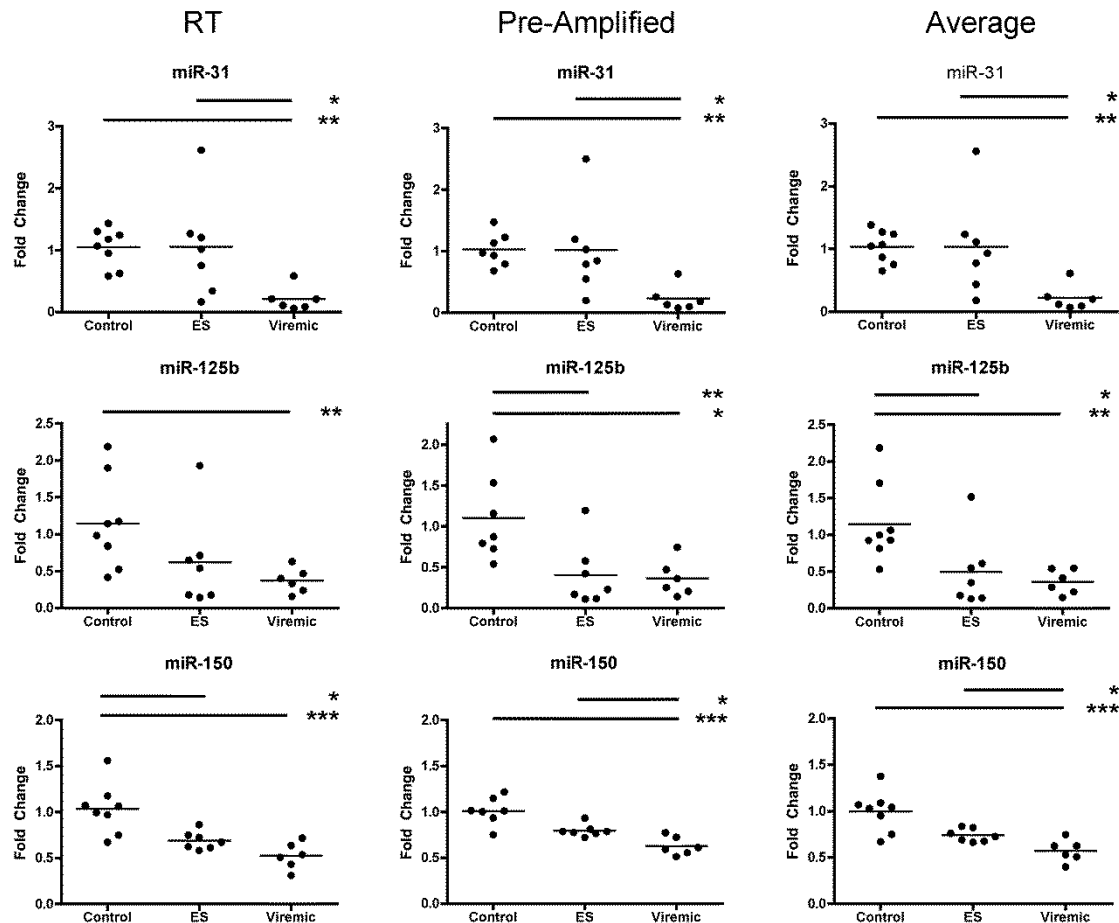 RT Pre-Amplified Average
miR-31 miR-31 miR-31
* * *
** ** **
3 3 3
2 2 2
1 1 1
0 0 0
Fold Change Fold Change Fold Change
Control ES Viremic Control ES Viremic Control ES Viremic
miR-125b miR-125b miR-125b
** *
** * **
2.5 2.5
2.0 2.0 2.0
1.5 1.5 1.5
1.0 1.0 1.0
0.5 0.5 0.5
0.0 0.0 0.0
Fold Change Fold Change Fold Change
Control ES Viremic Control ES Viremic Control ES Viremic
miR-150 miR-150 miR-150
* * *
*** *** ***
2.0 2.0 2.0
1.5 1.5 1.5
1.0 1.0 1.0
0.5 0.5 0.5
0.0 0.0 0.0
Fold Change Fold Change Fold Change
Control ES Viremic Control ES Viremic Control ES Viremic